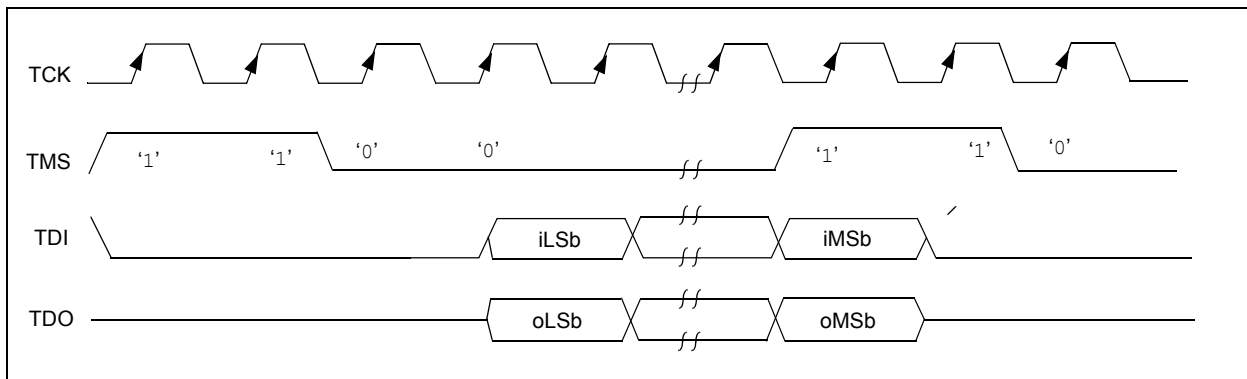 TCK
TMS ‘1’ ‘1’ ‘0’ ‘0’ ‘1’ ‘1’ ‘0’
TDI iLSb iMSb
TDO oLSb oMSb